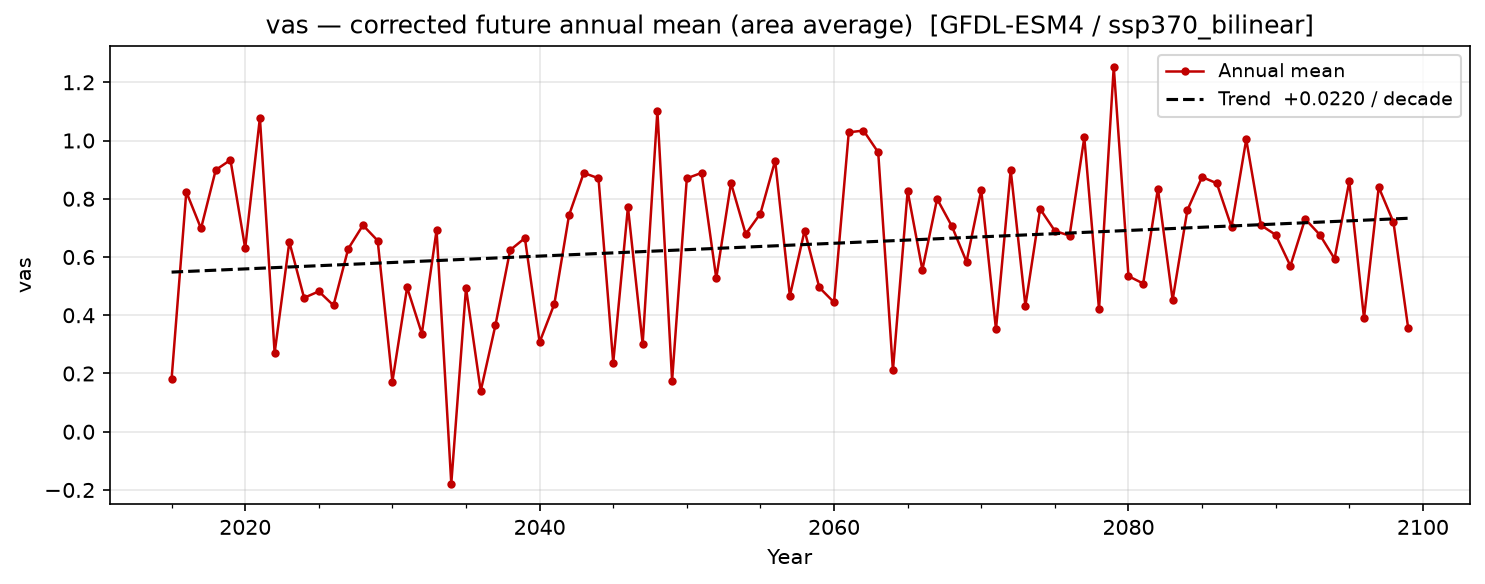 vas — corrected future annual mean (area average)  [GFDL-ESM4 / ssp370_bilinear]
Annual mean
Trend  +0.0220 / decade
vas
1.2
1.0
0.8
0.6
0.4
0.2
0.0
−0.2
2020 2040 2060 2080 2100
Year